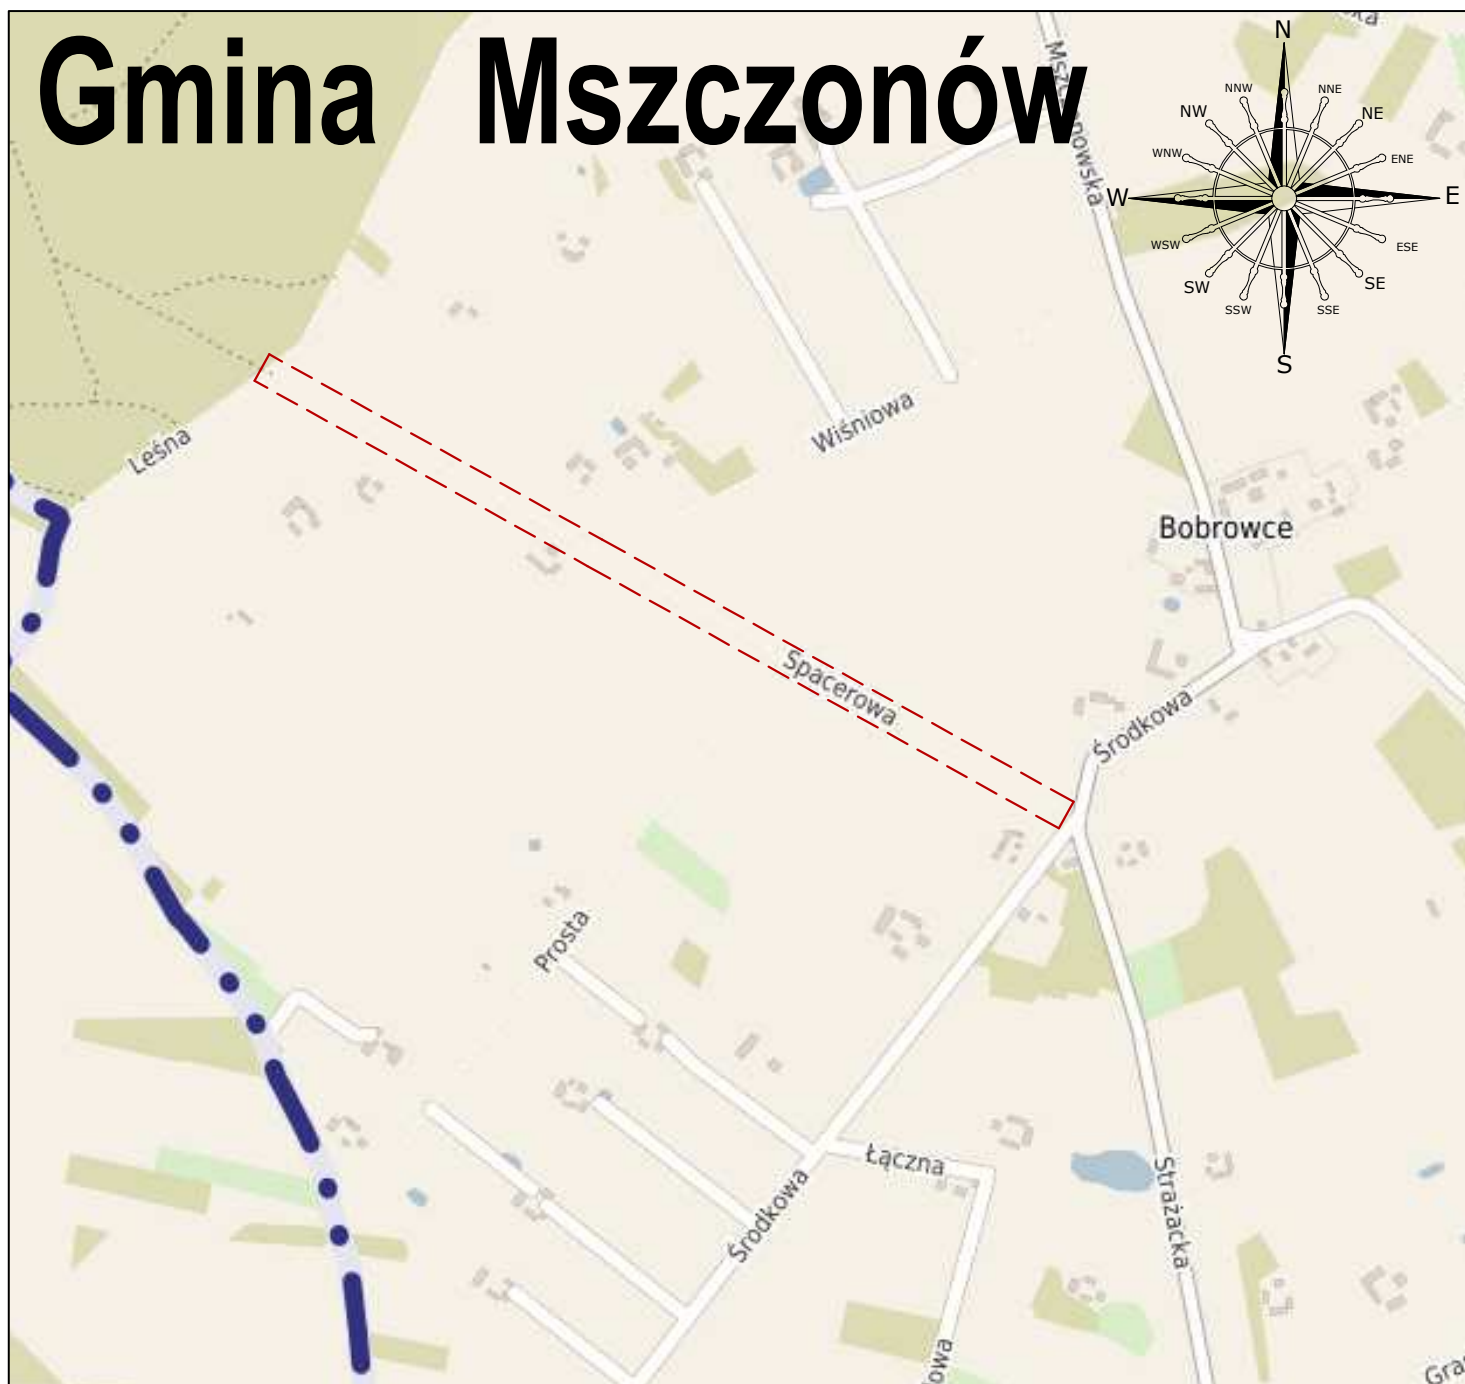 Gmina Mszczonów
N
NNW
NNE
NW
NE
WNW
ENE
W
E
WSW
ESE
SW
SE
SSW
SSE
S
Leśna
Wiśniowa
Bobrowce
Spacerowa
Środkowa
Prosta
Łączna
Środkowa
Strażacka